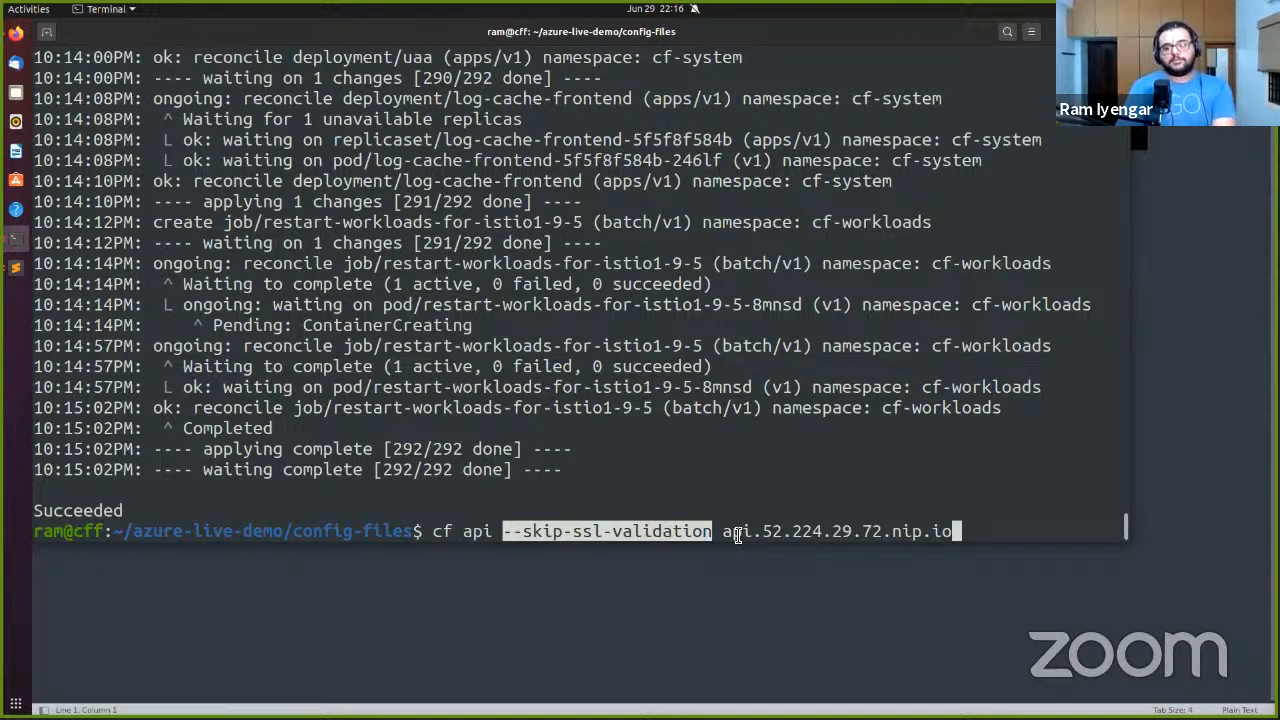 Activities
Terminal
Jun 29 22:16
ram@cff: ~/azure-live-demo/config-files
10:14:00PM: ok: reconcile deployment/uaa (apps/v1) namespace: cf-system
10:14:00PM: ---- waiting on 1 changes [290/292 done] ----
10:14:08PM: ongoing: reconcile deployment/log-cache-frontend (apps/v1) namespace: cf-system
10:14:08PM:  ^ Waiting for 1 unavailable replicas
10:14:08PM:  L ok: waiting on replicaset/log-cache-frontend-5f5f8f584b (apps/v1) namespace: cf-system
10:14:08PM:  L ok: waiting on pod/log-cache-frontend-5f5f8f584b-246lf (v1) namespace: cf-system
10:14:10PM: ok: reconcile deployment/log-cache-frontend (apps/v1) namespace: cf-system
10:14:10PM: ---- applying 1 changes [291/292 done] ----
10:14:12PM: create job/restart-workloads-for-istio1-9-5 (batch/v1) namespace: cf-workloads
10:14:12PM: ---- waiting on 1 changes [291/292 done] ----
10:14:14PM: ongoing: reconcile job/restart-workloads-for-istio1-9-5 (batch/v1) namespace: cf-workloads
10:14:14PM:  ^ Waiting to complete (1 active, 0 failed, 0 succeeded)
10:14:14PM:  L ongoing: waiting on pod/restart-workloads-for-istio1-9-5-8mnsd (v1) namespace: cf-workloads
10:14:14PM:     ^ Pending: ContainerCreating
10:14:57PM: ongoing: reconcile job/restart-workloads-for-istio1-9-5 (batch/v1) namespace: cf-workloads
10:14:57PM:  ^ Waiting to complete (1 active, 0 failed, 0 succeeded)
10:14:57PM:  L ok: waiting on pod/restart-workloads-for-istio1-9-5-8mnsd (v1) namespace: cf-workloads
10:15:02PM: ok: reconcile job/restart-workloads-for-istio1-9-5 (batch/v1) namespace: cf-workloads
10:15:02PM:  ^ Completed
10:15:02PM: ---- applying complete [292/292 done] ----
10:15:02PM: ---- waiting complete [292/292 done] ----
Succeeded
ram@cff:~/azure-live-demo/config-files$ cf api --skip-ssl-validation api.52.224.29.72.nip.io
Ram Iyengar
GO
zoom
Line 1, Column 1
Tab Size: 4
Plain Text